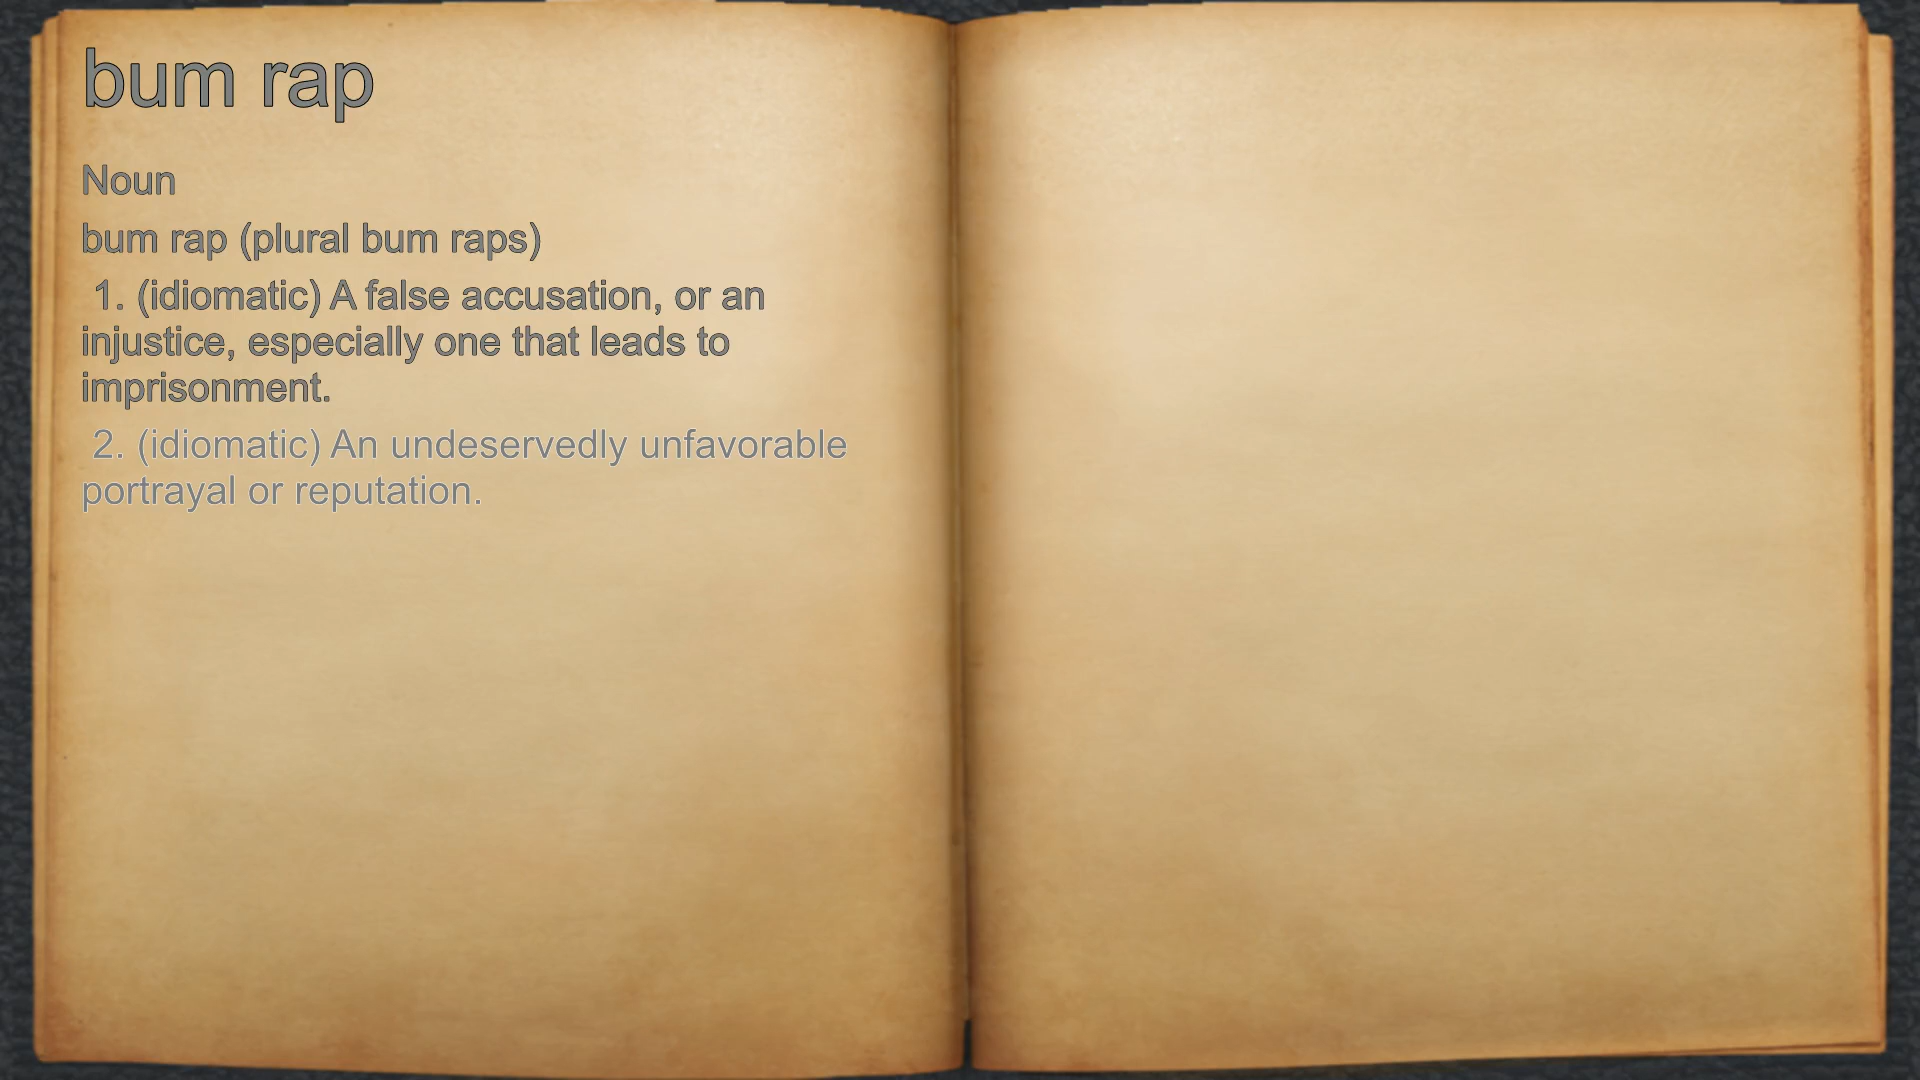 bum rap
Noun
bum rap (plural bum raps)
1. (idiomatic) A false accusation, or an
injustice, especially one that leads to
imprisonment.
2. (idiomatic) An undeservedly unfavorable
portrayal or reputation.